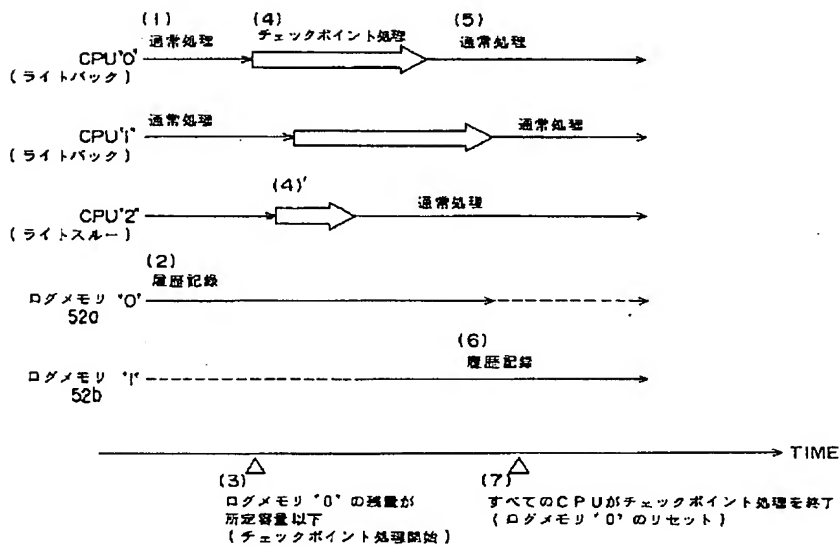 (1)
(4)
(5)
通常処理
チェックポイント処理
通常処理
CPU"0"
(ライトバック)
通常処理
通常処理
CPU"1"
(ライトバック)
(4)'
通常処理
CPU"2"
(ライトスルー)
(2)
履歴記録
ログメモリ "0"
52a
(6)
履歴記録
ログメモリ "1"
52b
TIME
(3)
ログメモリ "0" の残量が
所定容量以下
(チェックポイント処理開始)
(7)
すべてのCPUがチェックポイント処理を終了
(ログメモリ "0" のリセット)